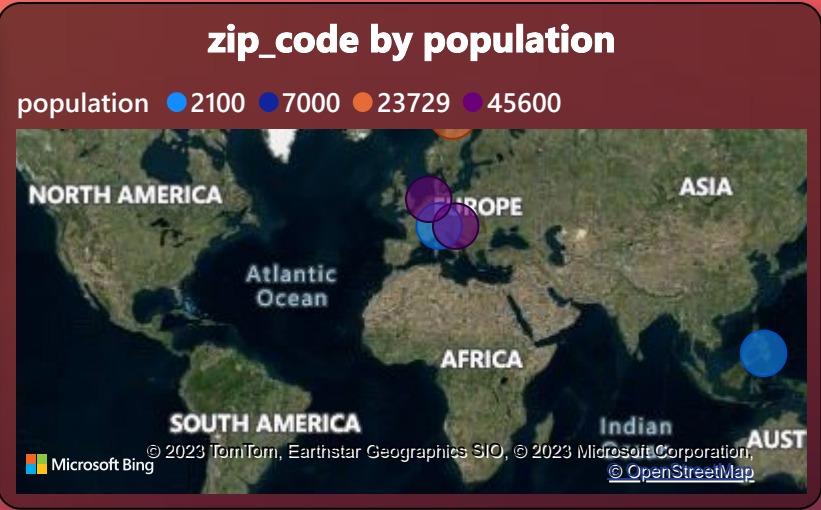 zip_code by population
population 2100 7000 23729 45600
NORTH AMERICA
EUROPE
ASIA
Atlantic
Ocean
AFRICA
SOUTH AMERICA
Indian
Ocean
AUST
Microsoft Bing
© 2023 TomTom, Earthstar Geographics SIO, © 2023 Microsoft Corporation,
© OpenStreetMap